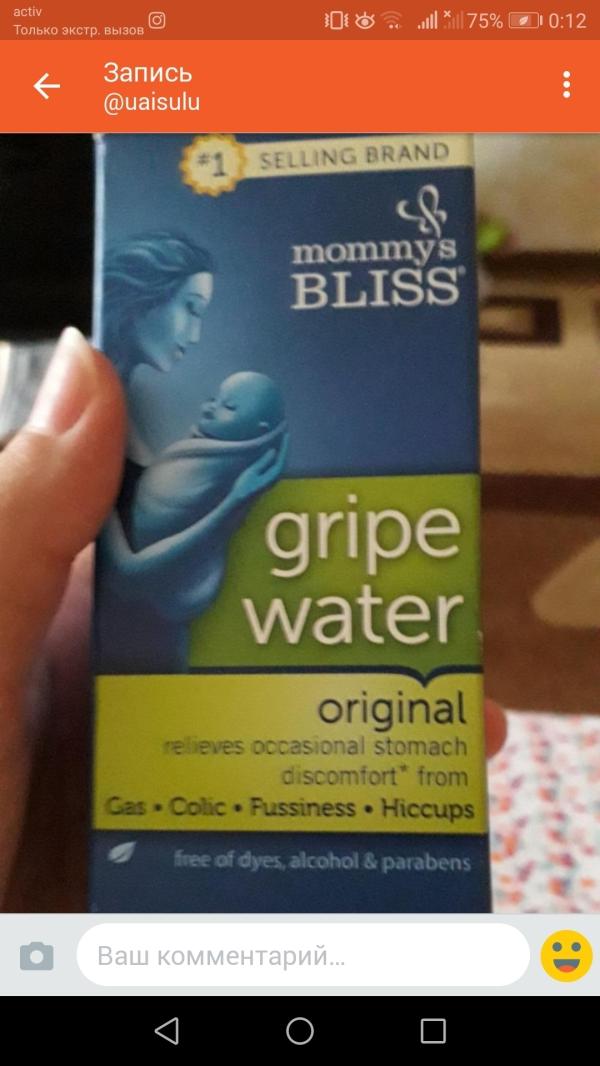 activ
Только экстр. вызов
75%
0:12
Запись
@uaisulu
#1 SELLING BRAND
mommy's
BLISS®
gripe
water
original
relieves occasional stomach
discomfort* from
Gas • Colic • Fussiness • Hiccups
free of dyes, alcohol & parabens
Ваш комментарий...